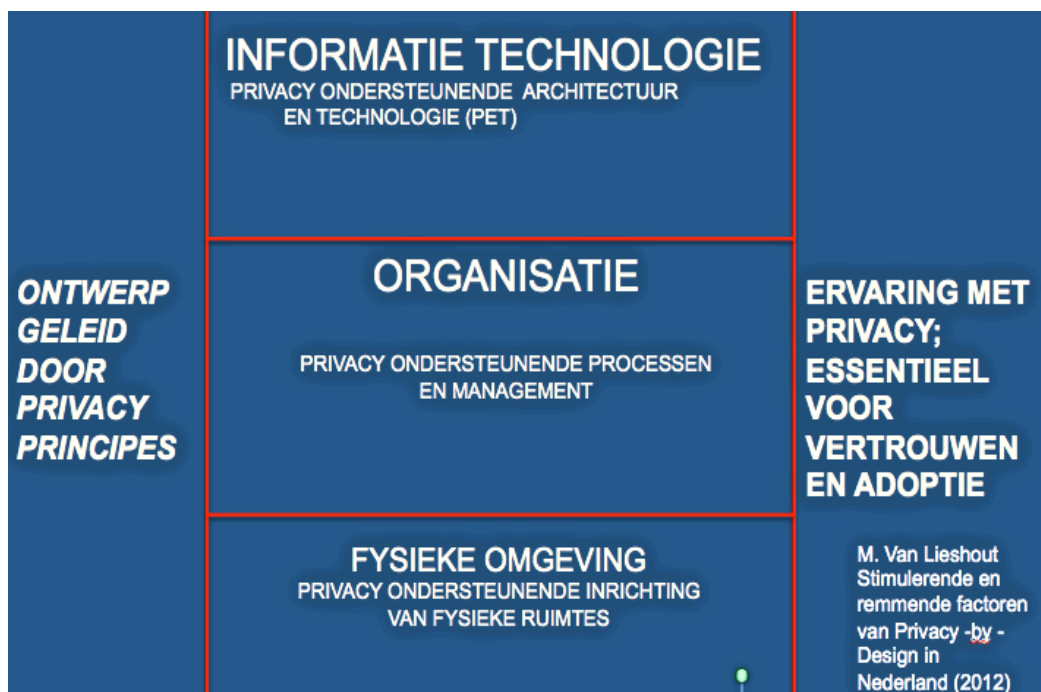 INFORMATIE TECHNOLOGIE
PRIVACY ONDERSTEUNENDE ARCHITECTUUR
EN TECHNOLOGIE (PET)
ONTWERP
GELEID
DOOR
PRIVACY
PRINCIPES
ORGANISATIE
PRIVACY ONDERSTEUNENDE PROCESSEN
EN MANAGEMENT
ERVARING MET
PRIVACY;
ESSENTIEEL
VOOR
VERTROUWEN
EN ADOPTIE
FYSIEKE OMGEVING
PRIVACY ONDERSTEUNENDE INRICHTING
VAN FYSIEKE RUIMTES
M. Van Lieshout
Stimulerende en
remmende factoren
van Privacy -by -
Design in
Nederland (2012)